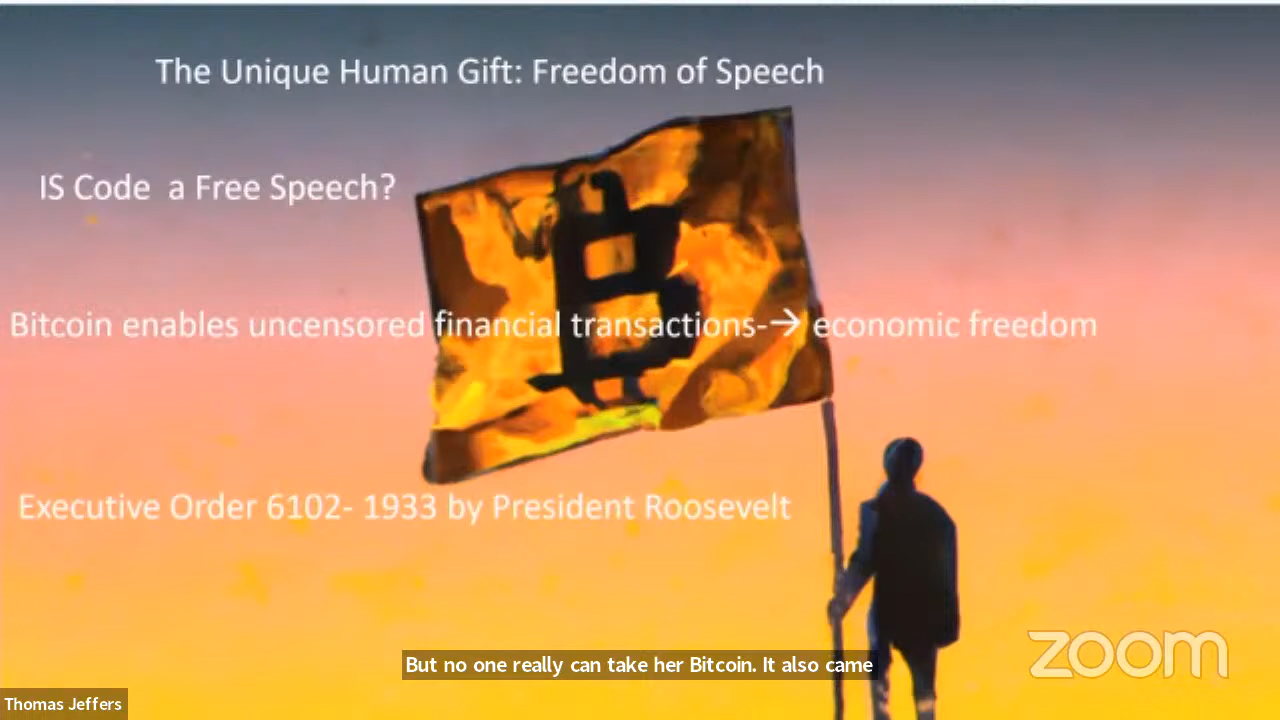 The Unique Human Gift: Freedom of Speech
IS Code a Free Speech?
Bitcoin enables uncensored financial transactions-→ economic freedom
Executive Order 6102- 1933 by President Roosevelt
But no one really can take her Bitcoin. It also came
zoom
Thomas Jeffers